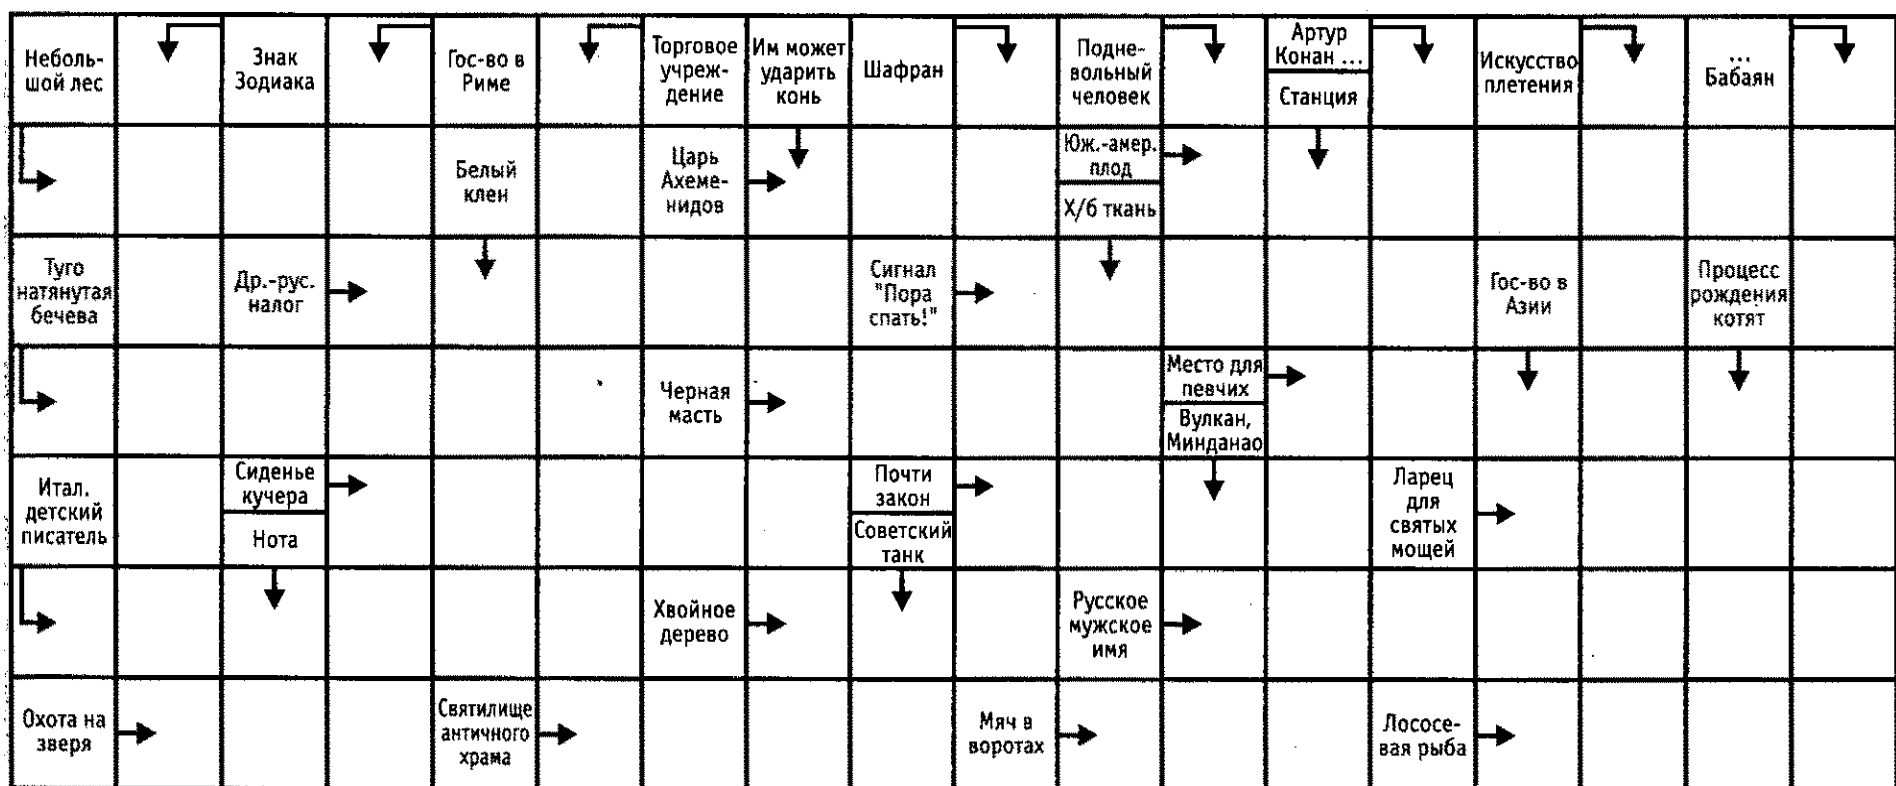 Неболь-
шой лес
Знак
Зодиака
Гос-во в
Риме
Торговое
учреж-
дение
Им может
ударить
конь
Шафран
Подне-
вольный
человек
Артур
Конан ...
Станция
Искусство
плетения
...
Бабаян
Белый
клен
Царь
Ахеме-
нидов
Юж.-амер.
плод
Х/б ткань
Туго
натянутая
бечева
Др.-рус.
налог
Сигнал
"Пора
спать!"
Гос-во в
Азии
Процесс
рождения
котят
Черная
масть
Место для
певчих
Вулкан,
Минданао
Итал.
детский
писатель
Сиденье
кучера
Нота
Почти
закон
Советский
танк
Ларец
для
святых
мощей
Хвойное
дерево
Русское
мужское
имя
Охота на
зверя
Святилище
античного
храма
Мяч в
воротах
Лососе-
вая рыба